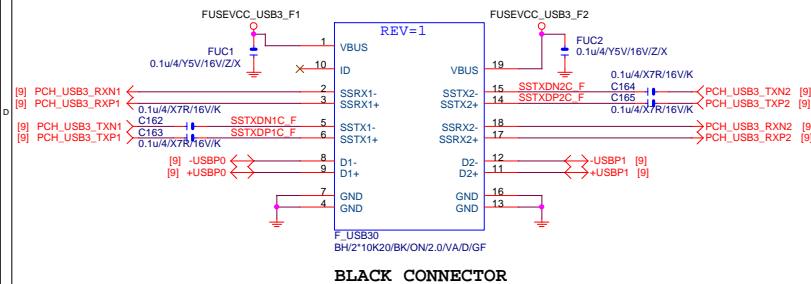 FUSEVCC_USB3_F1
FUSEVCC_USB3_F2
REV=1
FUC1
0.1u/4/Y5V/16V/Z/X
FUC2
0.1u/4/Y5V/16V/Z/X
1 VBUS
10 ID
VBUS 19
[9] PCH_USB3_RXN1 2 SSRX1-
[9] PCH_USB3_RXP1 3 SSRX1+
0.1u/4/X7R/16V/K
SSTX2- 15 SSTXDN2C_F C164 PCH_USB3_TXN2 [9]
SSTX2+ 14 SSTXDP2C_F C165 PCH_USB3_TXP2 [9]
0.1u/4/X7R/16V/K
0.1u/4/X7R/16V/K
[9] PCH_USB3_TXN1 C162 SSTXDN1C_F 5 SSTX1-
[9] PCH_USB3_TXP1 C163 SSTXDP1C_F 6 SSTX1+
0.1u/4/X7R/16V/K
SSRX2- 18 PCH_USB3_RXN2 [9]
SSRX2+ 17 PCH_USB3_RXP2 [9]
[9] -USBP0 8 D1-
[9] +USBP0 9 D1+
D2- 12 -USBP1 [9]
D2+ 11 +USBP1 [9]
7 GND
4 GND
GND 16
GND 13
F_USB30
BH/2*10K20/BK/ON/2.0/VA/D/GF
BLACK CONNECTOR
D